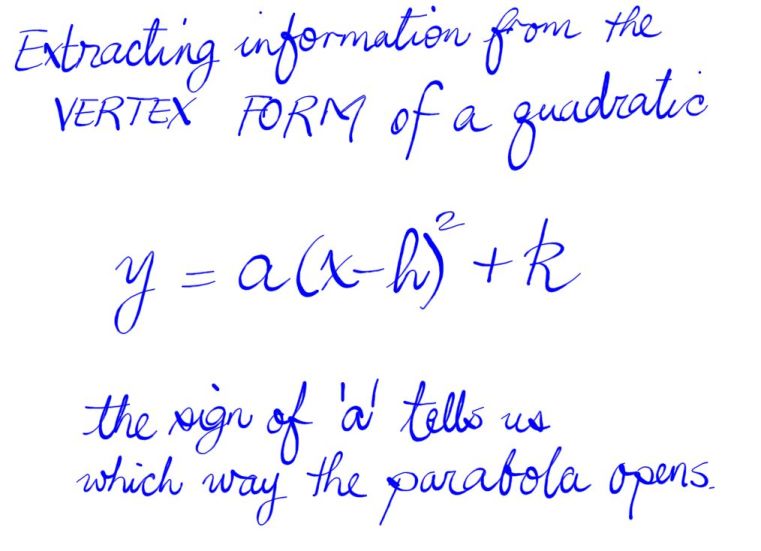 Extracting information from the
VERTEX FORM of a quadratic
y = a(x-h)² + k
the sign of 'a' tells us
which way the parabola opens.